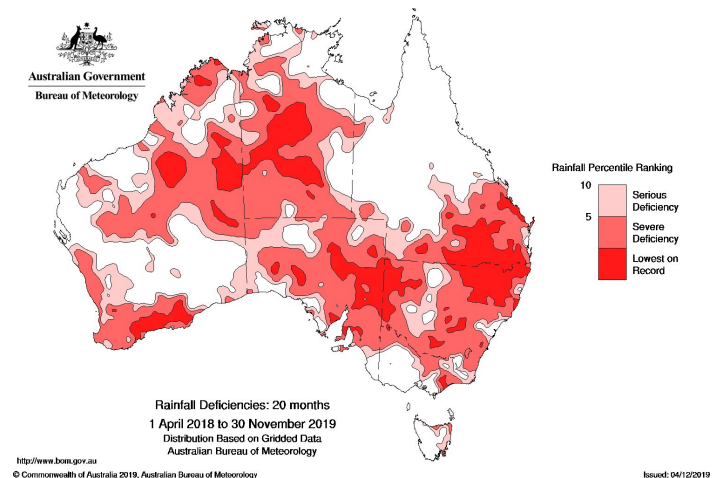 Australian Government
Bureau of Meteorology
Rainfall Percentile Ranking
10
Serious
Deficiency
5
Severe
Deficiency
Lowest on
Record
Rainfall Deficiencies: 20 months
1 April 2018 to 30 November 2019
Distribution Based on Gridded Data
Australian Bureau of Meteorology
http://www.bom.gov.au
© Commonwealth of Australia 2019, Australian Bureau of Meteorology
Issued: 04/12/2019